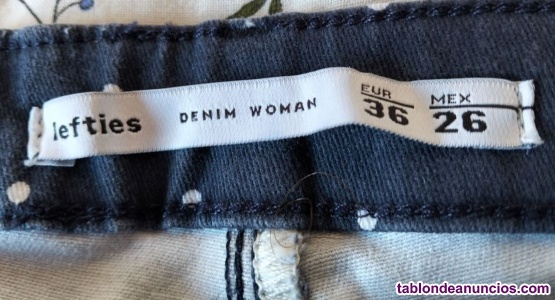 lefties DENIM WOMAN EUR 36 MEX 26
tablondeanuncios.com